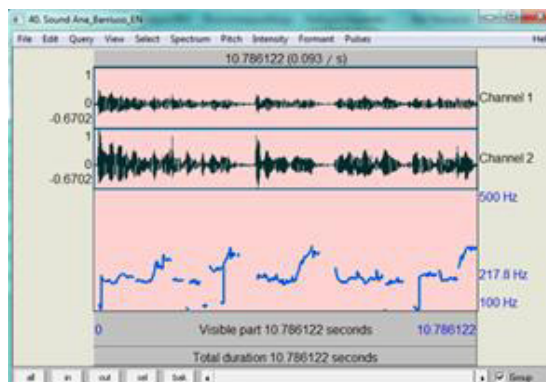 40. Sound Ana_Barriuso_EN
File Edit Query View Select Spectrum Pitch Intensity Formant Pulses Hel
10.786122 (0.093 / s)
1
0
-0.6702
Channel 1
1
0
-0.6702
Channel 2
500 Hz
217.8 Hz
100 Hz
0 Visible part 10.786122 seconds 10.786122
Total duration 10.786122 seconds
all in out sel bak Group